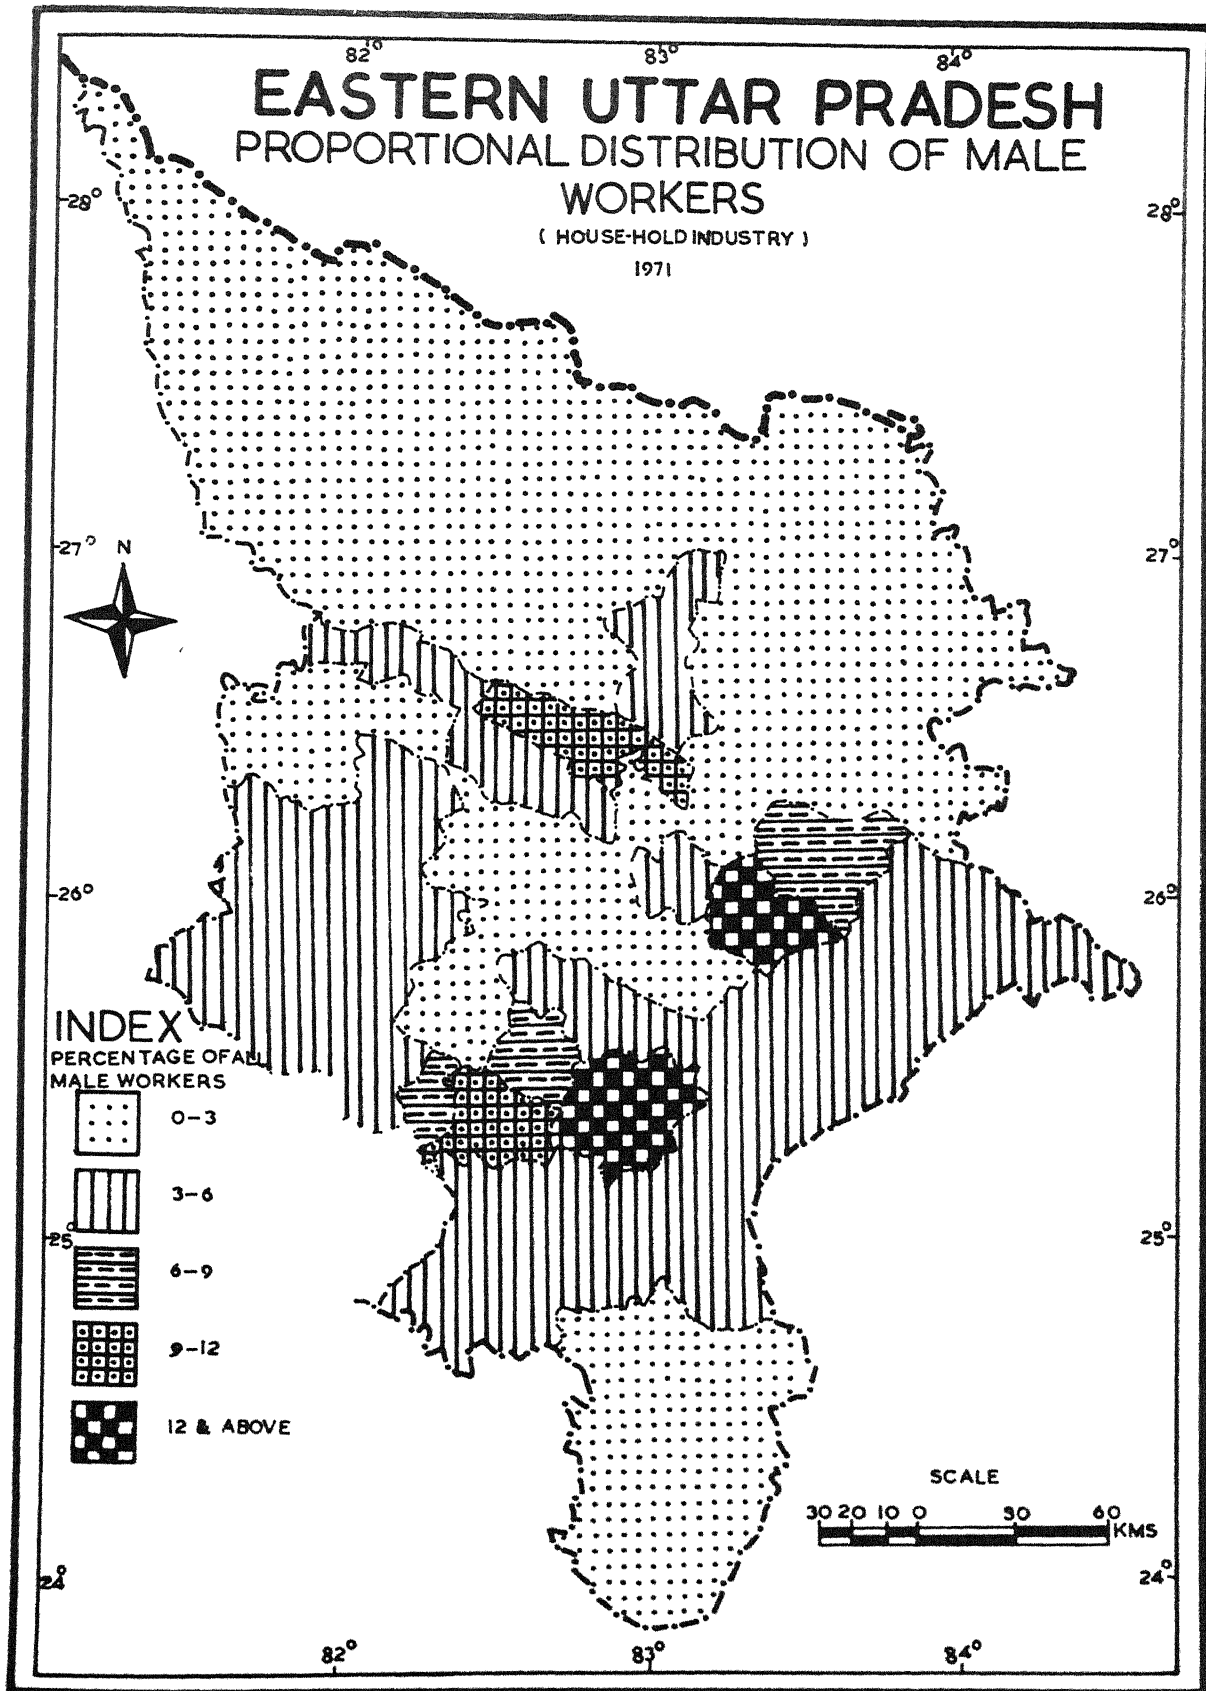 82° 83° 84°
EASTERN UTTAR PRADESH
PROPORTIONAL DISTRIBUTION OF MALE
WORKERS
( HOUSE-HOLD INDUSTRY )
1971
28° 28°
27° 27°
N
26° 26°
INDEX
PERCENTAGE OF ALL
MALE WORKERS
0-3
3-6
25° 25°
6-9
9-12
12 & ABOVE
SCALE
30 20 10 0 30 60
KMS
24° 24°
82° 83° 84°